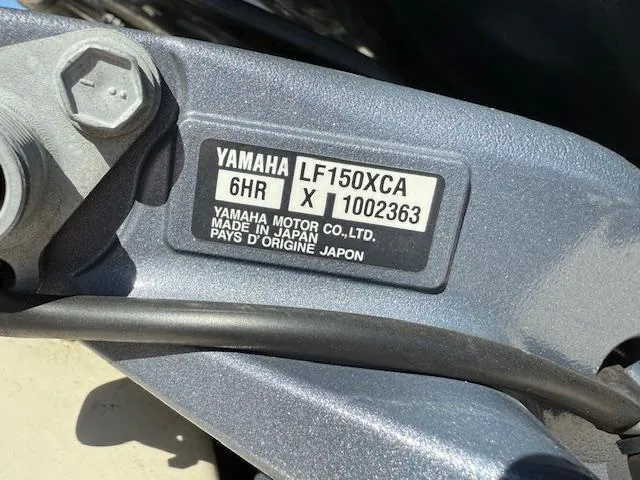 YAMAHA LF150XCA
6HR X 1002363
YAMAHA MOTOR CO.,LTD.
MADE IN JAPAN
PAYS D'ORIGINE JAPON